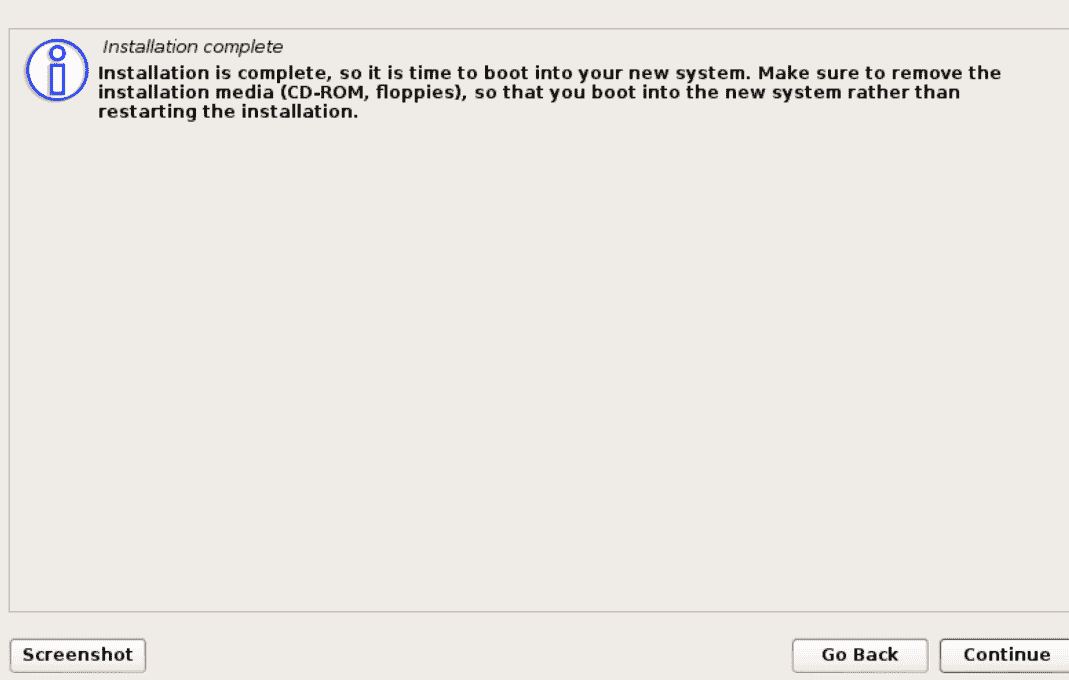 Installation complete
Installation is complete, so it is time to boot into your new system. Make sure to remove the
installation media (CD-ROM, floppies), so that you boot into the new system rather than
restarting the installation.
Screenshot
Go Back
Continue